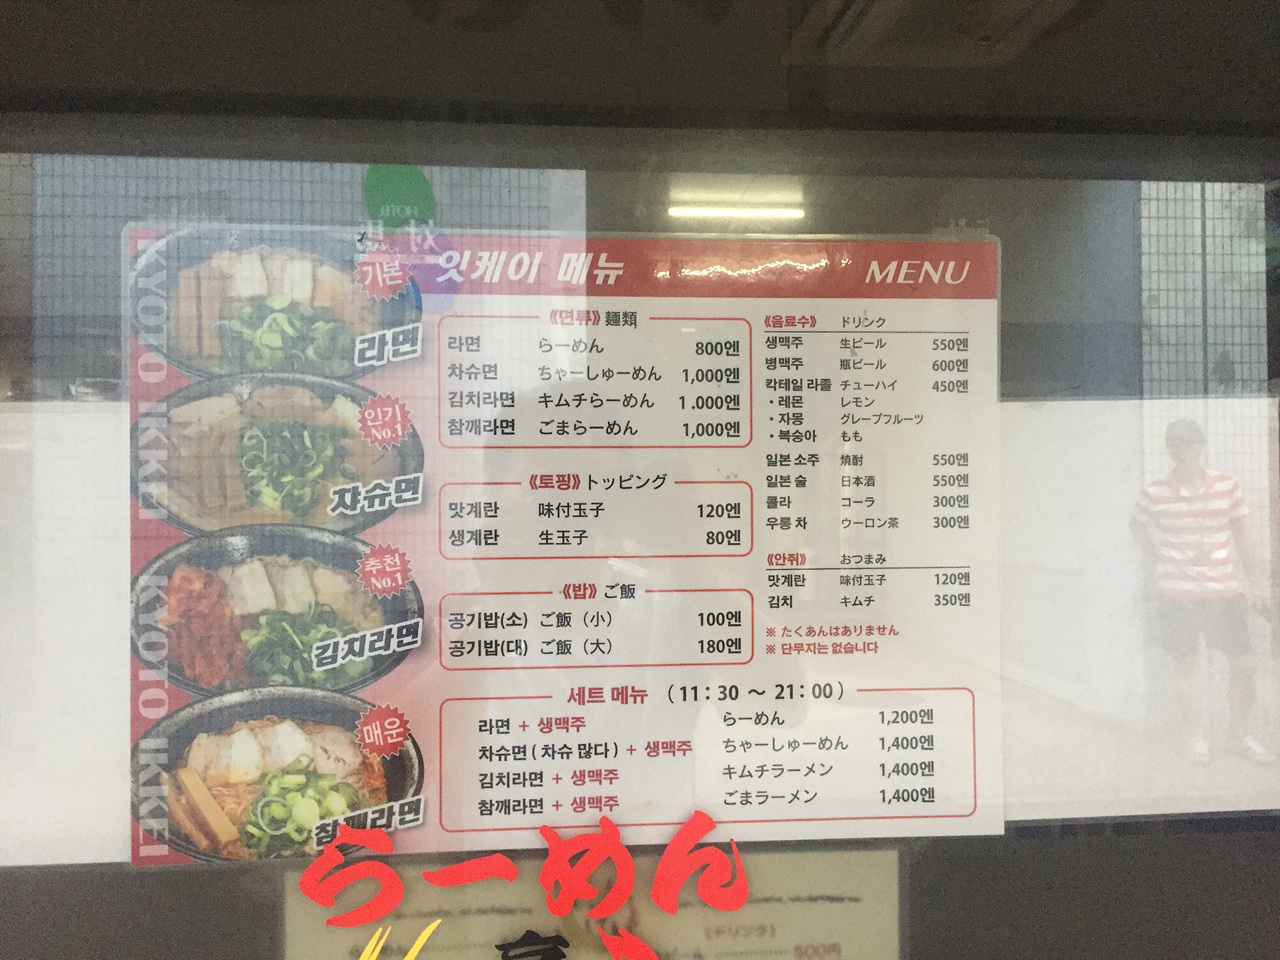 HOTEL
対馬
KYOTO IKKEI KYOTO IKKEI
잇케이 메뉴 MENU
기본
라면
인기 No.1
챠슈면
추천 No.1
김치라면
매운
참깨라면
《면류》 麺類
라면 らーめん 800엔
차슈면 ちゃーしゅーめん 1,000엔
김치라면 キムチらーめん 1.000엔
참깨라면 ごまらーめん 1,000엔
《토핑》 トッピング
맛계란 味付玉子 120엔
생계란 生玉子 80엔
《밥》 ご飯
공기밥(소) ご飯（小） 100엔
공기밥(대) ご飯（大） 180엔
《음료수》 ドリンク
생맥주 生ビール 550엔
병맥주 瓶ビール 600엔
칵테일 라졸 チューハイ 450엔
・레몬 レモン
・자몽 グレープフルーツ
・복숭아 もも
일본 소주 焼酎 550엔
일본 술 日本酒 550엔
콜라 コーラ 300엔
우롱 차 ウーロン茶 300엔
《안쥐》 おつまみ
맛계란 味付玉子 120엔
김치 キムチ 350엔
※ たくあんはありません
※ 단무지는 없습니다
세트 메뉴 （11：30 ～ 21：00）
라면 + 생맥주 らーめん 1,200엔
차슈면 ( 차슈 많다 ) + 생맥주 ちゃーしゅーめん 1,400엔
김치라면 + 생맥주 キムチラーメン 1,400엔
참깨라면 + 생맥주 ごまラーメン 1,400엔
らーめん